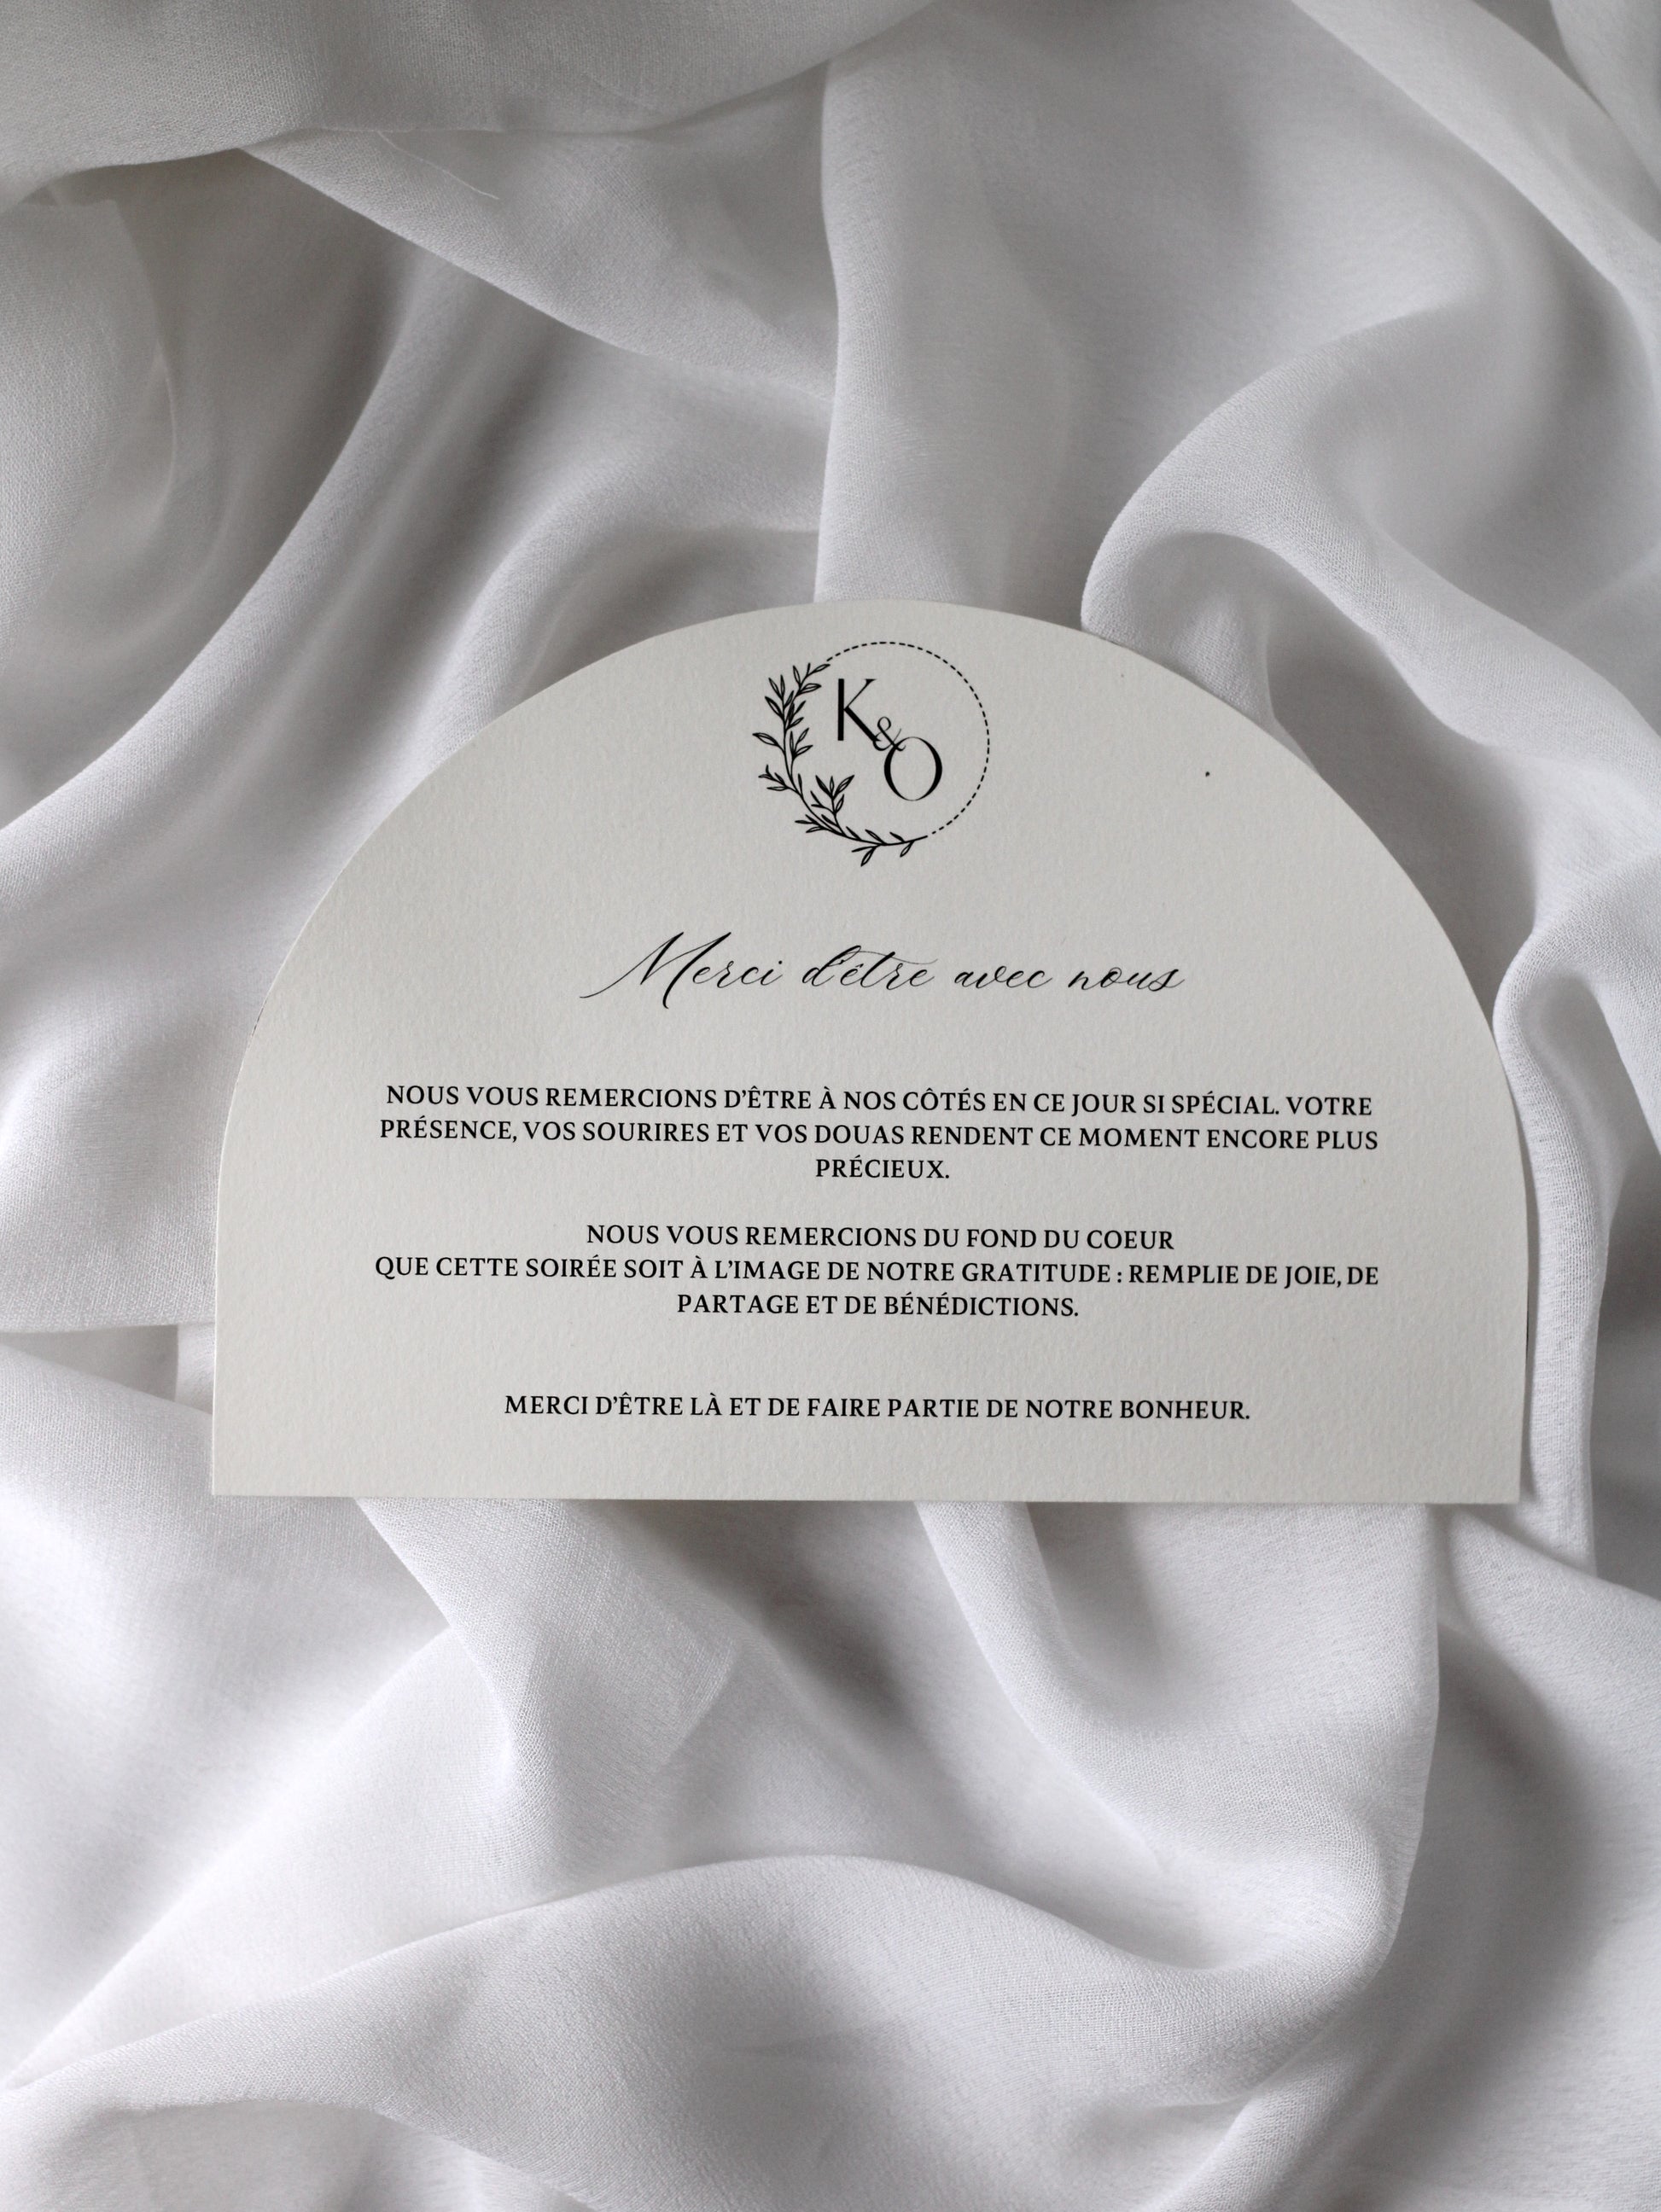 K
&
O
Merci d'être avec nous
NOUS VOUS REMERCIONS D'ÊTRE À NOS CÔTÉS EN CE JOUR SI SPÉCIAL. VOTRE
PRÉSENCE, VOS SOURIRES ET VOS DOUAS RENDENT CE MOMENT ENCORE PLUS
PRÉCIEUX.
NOUS VOUS REMERCIONS DU FOND DU COEUR
QUE CETTE SOIRÉE SOIT À L'IMAGE DE NOTRE GRATITUDE : REMPLIE DE JOIE, DE
PARTAGE ET DE BÉNÉDICTIONS.
MERCI D'ÊTRE LÀ ET DE FAIRE PARTIE DE NOTRE BONHEUR.